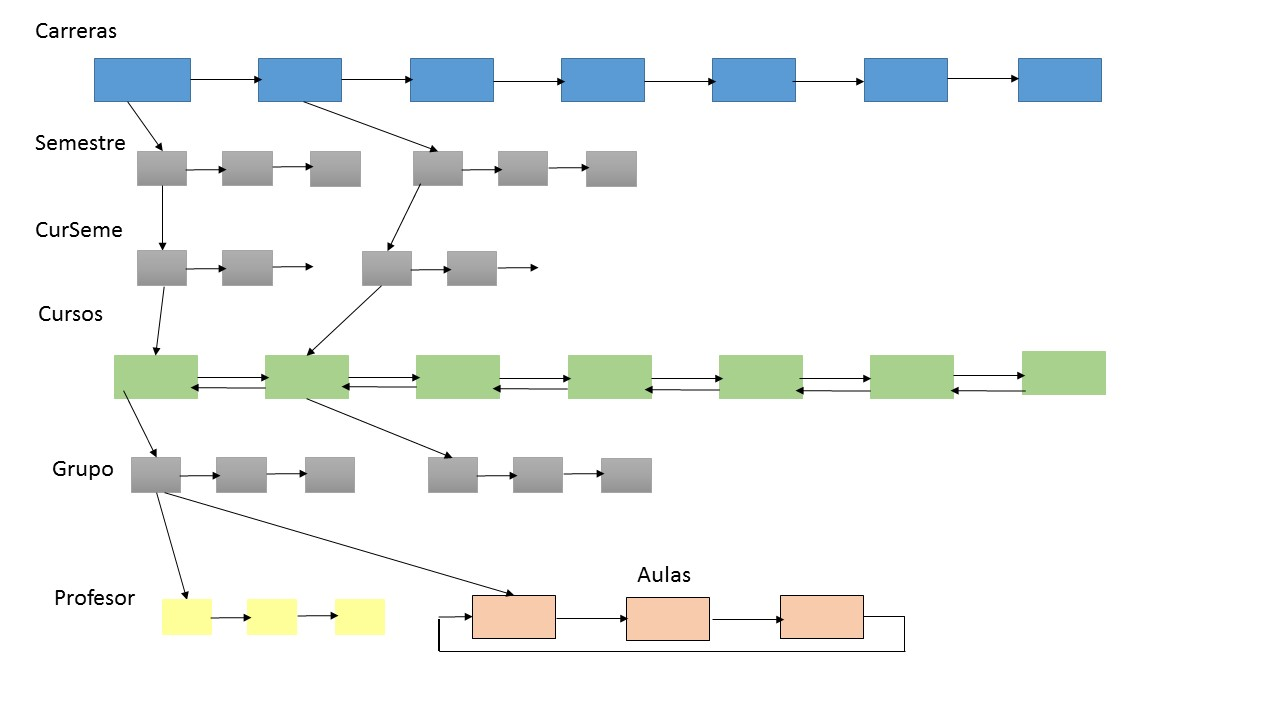 Carreras
Semestre
CurSeme
Cursos
Grupo
Aulas
Profesor